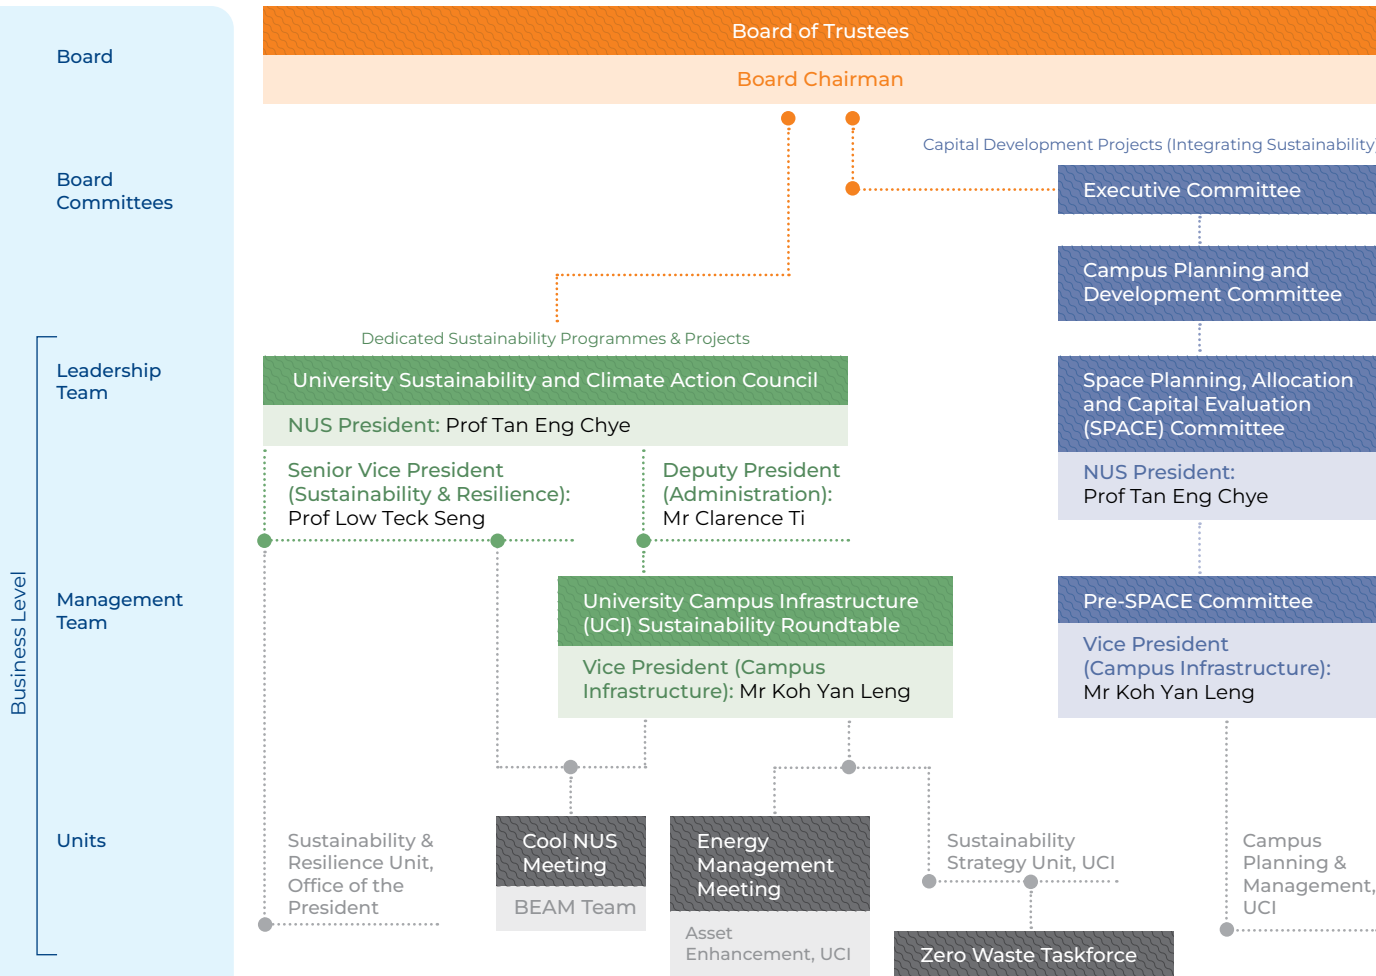 Board
Board of Trustees
Board Chairman
Board
Committees
Capital Development Projects (Integrating Sustainability)
Executive Committee
Campus Planning and
Development Committee
Business Level
Leadership
Team
Dedicated Sustainability Programmes & Projects
University Sustainability and Climate Action Council
NUS President: Prof Tan Eng Chye
Senior Vice President
(Sustainability & Resilience):
Prof Low Teck Seng
Deputy President
(Administration):
Mr Clarence Ti
Space Planning, Allocation
and Capital Evaluation
(SPACE) Committee
NUS President:
Prof Tan Eng Chye
Management
Team
University Campus Infrastructure
(UCI) Sustainability Roundtable
Vice President (Campus
Infrastructure): Mr Koh Yan Leng
Pre-SPACE Committee
Vice President
(Campus Infrastructure):
Mr Koh Yan Leng
Units
Sustainability &
Resilience Unit,
Office of the
President
Cool NUS
Meeting
BEAM Team
Energy
Management
Meeting
Asset
Enhancement, UCI
Sustainability
Strategy Unit, UCI
Zero Waste Taskforce
Campus
Planning &
Management,
UCI